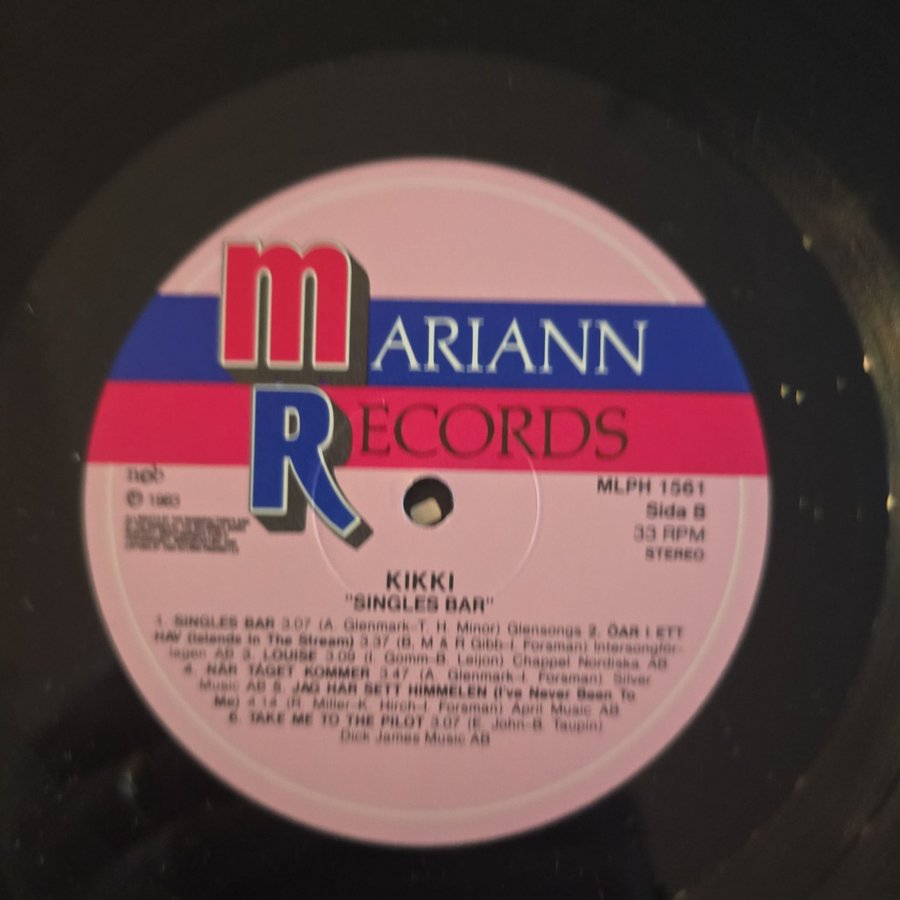 MARIANN
RECORDS
n©b
℗ 1983
MLPH 1561
Sida B
33 RPM
STEREO
KIKKI
"SINGLES BAR"
1. SINGLES BAR 3.07 (A. Glenmark–T. H. Minor) Glensongs 2. ÖAR I ETT
HAV (Islands In The Stream) 3.37 (B, M & R Gibb–I. Forsman) Intersongför-
lagen AB 3. LOUISE 3.09 (I. Gomm–B. Leijon) Chappel Nordiska AB
4. NÄR TÅGET KOMMER 3.47 (A. Glenmark–I. Forsman) Silver
Music AB 5. JAG HAR SETT HIMMELEN (I've Never Been To
Me) 4.14 (R. Miller–K. Hirch–I. Forsman) April Music AB
6. TAKE ME TO THE PILOT 3.07 (E. John–B. Taupin)
Dick James Music AB